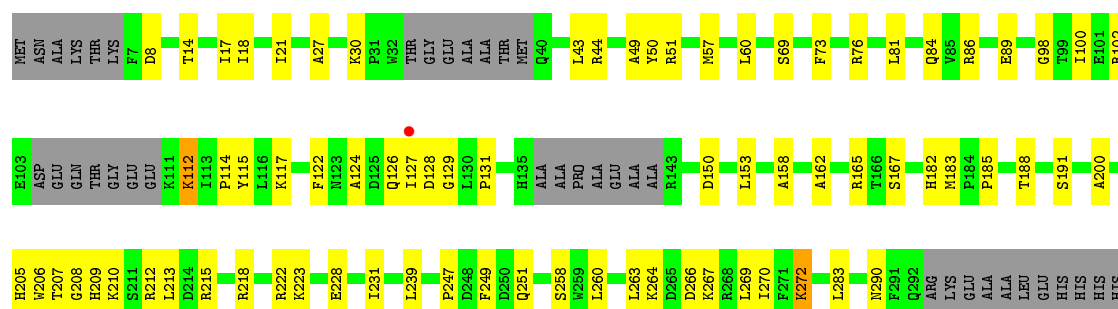 MET ASN ALA LYS THR LYS F7 D8 T14 I17 I18 I21 A27 K30 P31 W32 THR GLY GLU ALA ALA THR MET Q40 L43 R44 A49 Y50 R51 M57 L60 S69 F73 R76 L81 Q84 V85 R86 E89 G98 T99 I100 E101 R102
E103 ASP GLU GLN THR GLY GLU GLU K111 K112 I113 P114 Y115 L116 K117 F122 N123 A124 D125 Q126 I127 D128 G129 L130 P131 H135 ALA ALA PRO ALA GLU ALA ALA R143 D150 L153 A158 A162 R165 T166 S167 H182 M183 P184 P185 T188 S191 A200
H205 W206 T207 G208 H209 K210 S211 R212 L213 D214 R215 R218 R222 K223 E228 I231 L239 P247 D248 F249 D250 Q251 S258 W259 L260 L263 K264 D265 D266 K267 R268 L269 I270 F271 K272 L283 N290 F291 Q292 ARG LYS GLU ALA ALA LEU GLU HIS HIS HIS HIS HIS